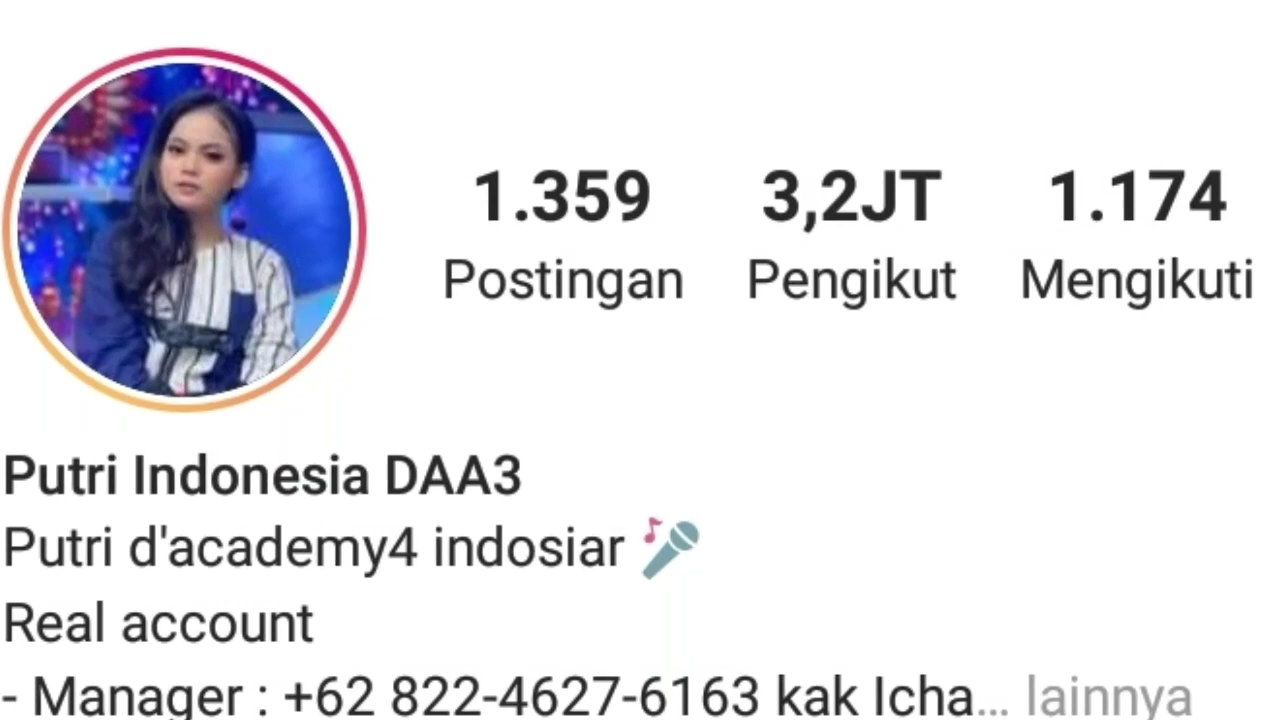 1.359 3,2JT 1.174
Postingan Pengikut Mengikuti
Putri Indonesia DAA3
Putri d'academy4 indosiar 🎤
Real account
- Manager : +62 822-4627-6163 kak Icha... lainnya